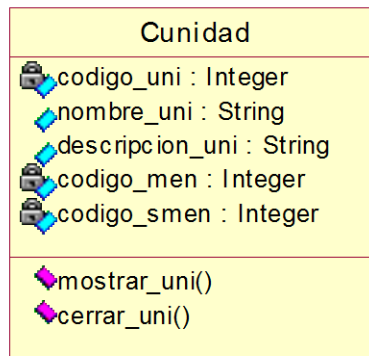 Cunidad
codigo_uni : Integer
nombre_uni : String
descripcion_uni : String
codigo_men : Integer
codigo_smen : Integer
mostrar_uni()
cerrar_uni()